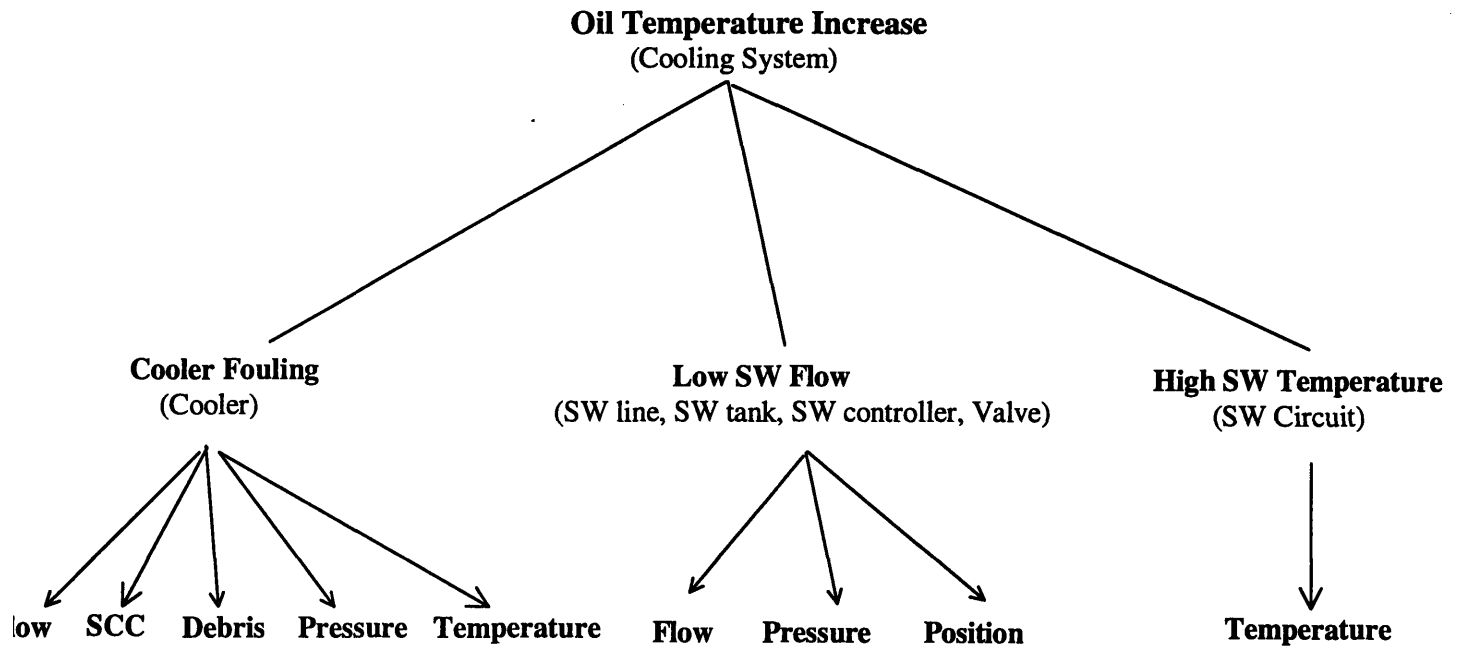 Oil Temperature Increase
(Cooling System)
Cooler Fouling
(Cooler)
Low SW Flow
(SW line, SW tank, SW controller, Valve)
High SW Temperature
(SW Circuit)
low SCC Debris Pressure Temperature
Flow Pressure Position
Temperature